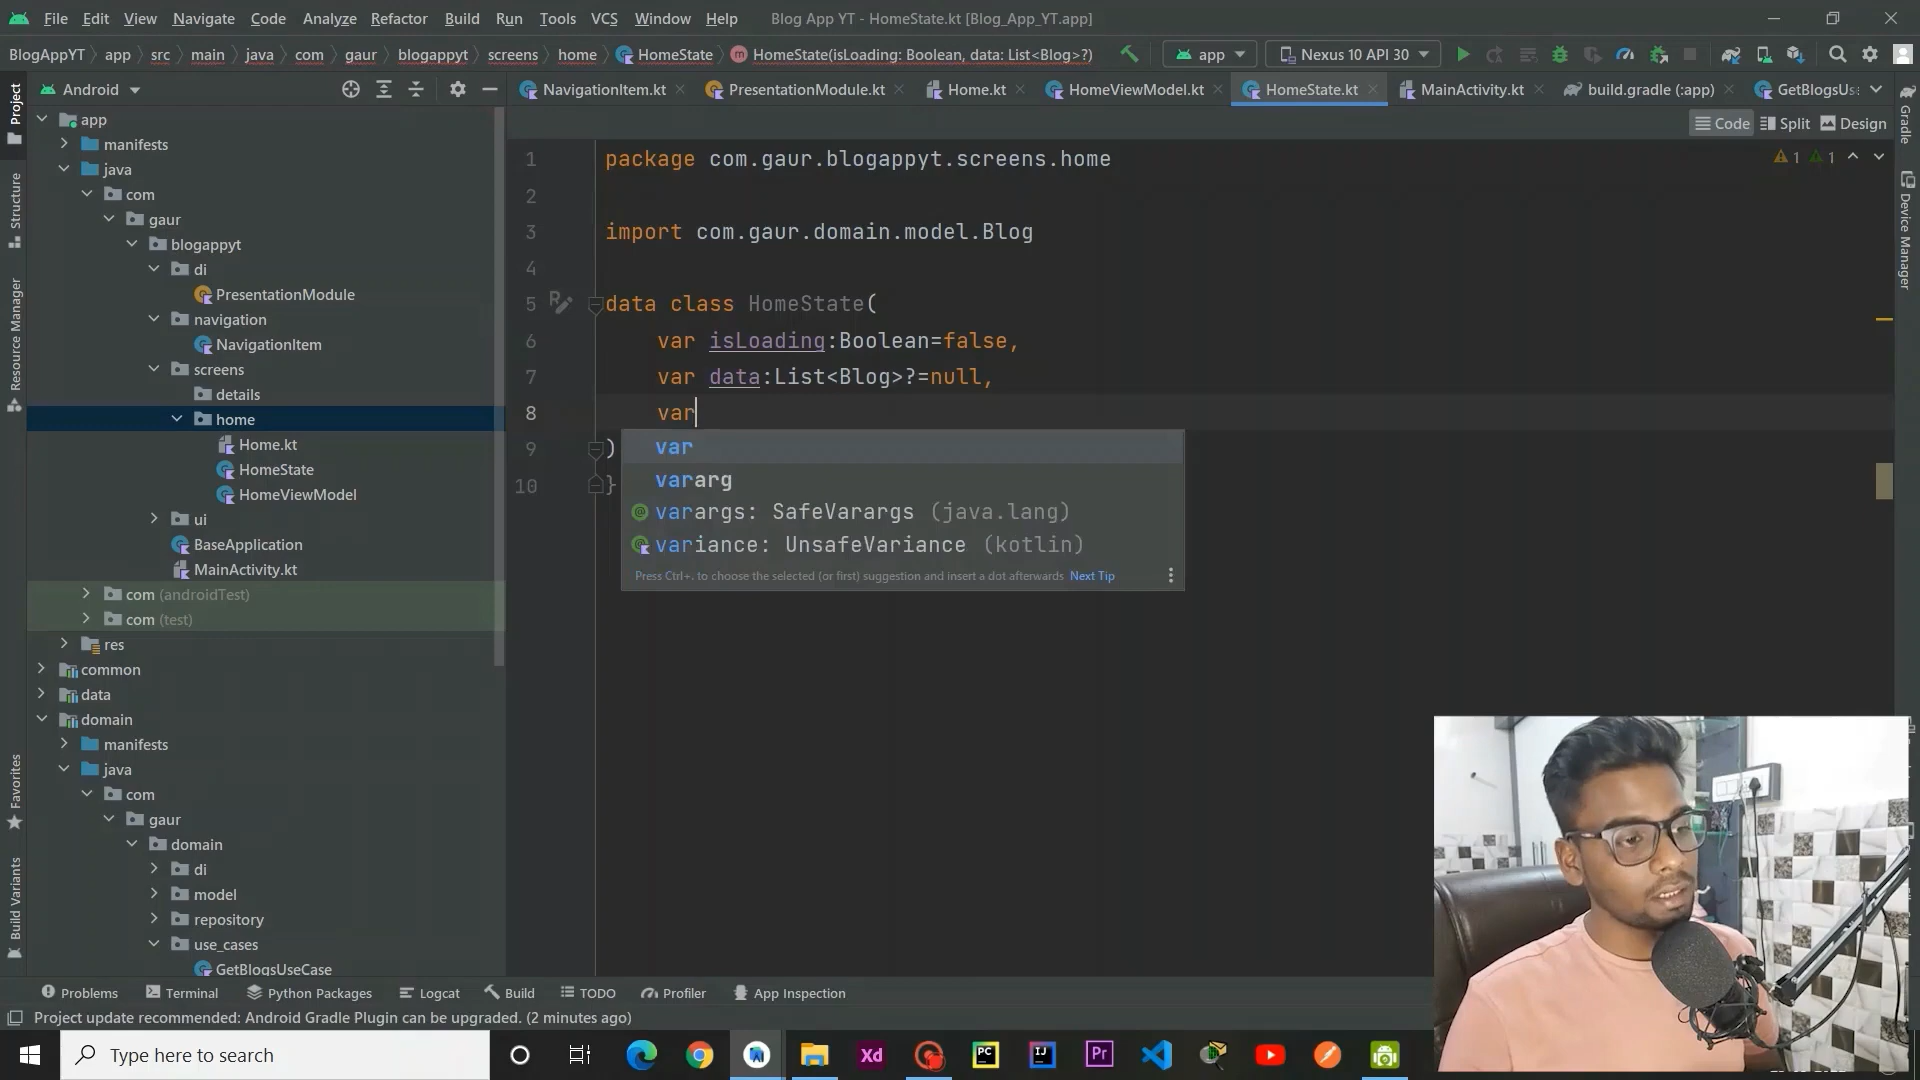 File Edit View Navigate Code Analyze Refactor Build Run Tools VCS Window Help Blog App YT - HomeState.kt [Blog_App_YT.app]
BlogAppYT app src main java com gaur blogappyt screens home HomeState HomeState(isLoading: Boolean, data: List<Blog>?) app Nexus 10 API 30
Android NavigationItem.kt PresentationModule.kt Home.kt HomeViewModel.kt HomeState.kt MainActivity.kt build.gradle (:app) GetBlogsUs
Code Split Design
Project
Structure
Resource Manager
Favorites
Build Variants
Gradle
Device Manager
app
manifests
java
com
gaur
blogappyt
di
PresentationModule
navigation
NavigationItem
screens
details
home
Home.kt
HomeState
HomeViewModel
ui
BaseApplication
MainActivity.kt
com (androidTest)
com (test)
res
common
data
domain
manifests
java
com
gaur
domain
di
model
repository
use_cases
GetBlogsUseCase
1 package com.gaur.blogappyt.screens.home
1 1
2
3 import com.gaur.domain.model.Blog
4
5 data class HomeState(
6 var isLoading:Boolean=false,
7 var data:List<Blog>?=null,
8 var
9 )
10 }
var
vararg
varargs: SafeVarargs (java.lang)
variance: UnsafeVariance (kotlin)
Press Ctrl+. to choose the selected (or first) suggestion and insert a dot afterwards Next Tip
Problems Terminal Python Packages Logcat Build TODO Profiler App Inspection
Project update recommended: Android Gradle Plugin can be upgraded. (2 minutes ago)
Type here to search
Xd PC IJ Pr